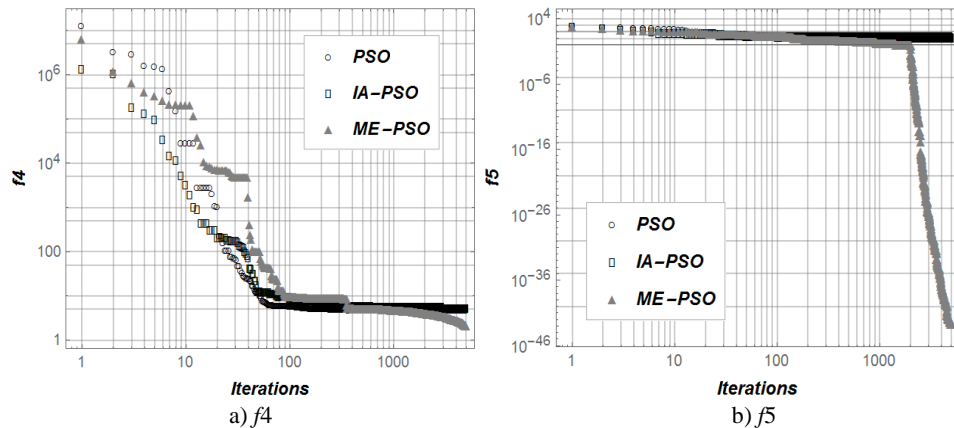 10^6
10^4
100
1
f4
1
10
100
1000
Iterations
PSO
IA-PSO
ME-PSO
a) f4
10^4
10^-6
10^-16
10^-26
10^-36
10^-46
f5
1
10
100
1000
Iterations
PSO
IA-PSO
ME-PSO
b) f5